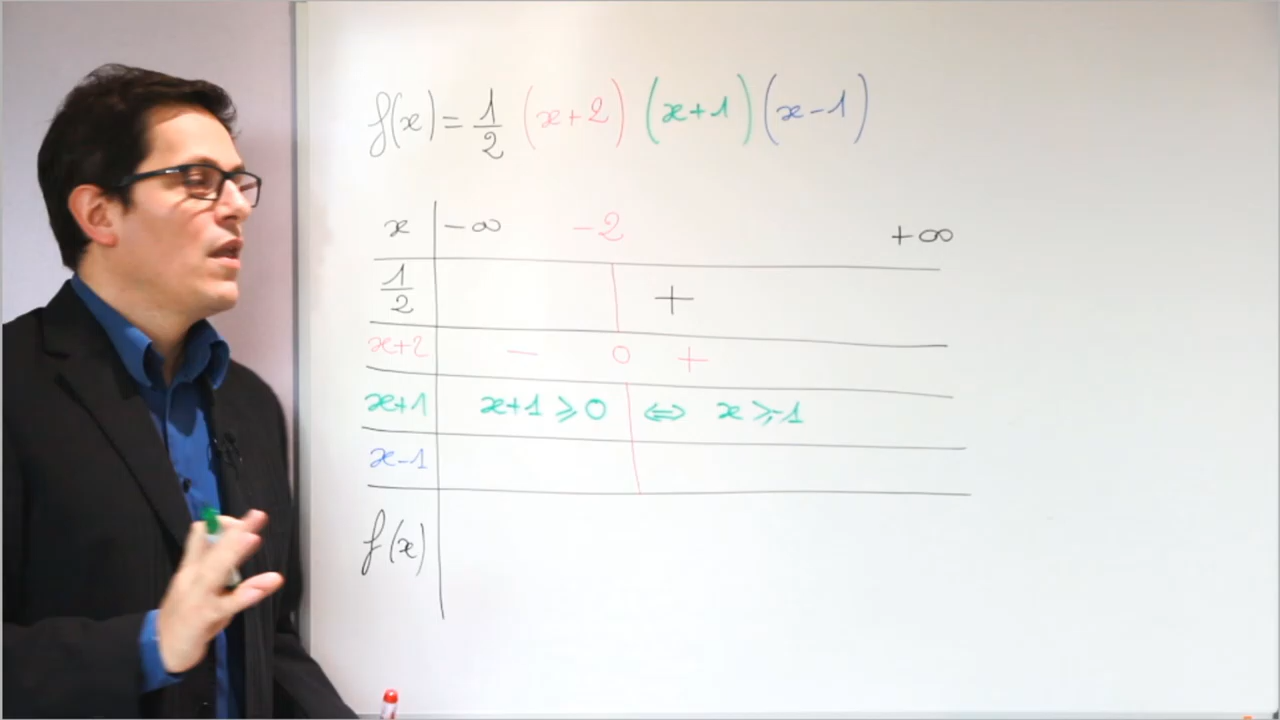 f(x) = 1/2 (x+2) (x+1) (x-1)
x -∞ -2 +∞
1/2 +
x+2 - 0 +
x+1 x+1 ⩾ 0 ⇔ x ⩾ -1
x-1
f(x)